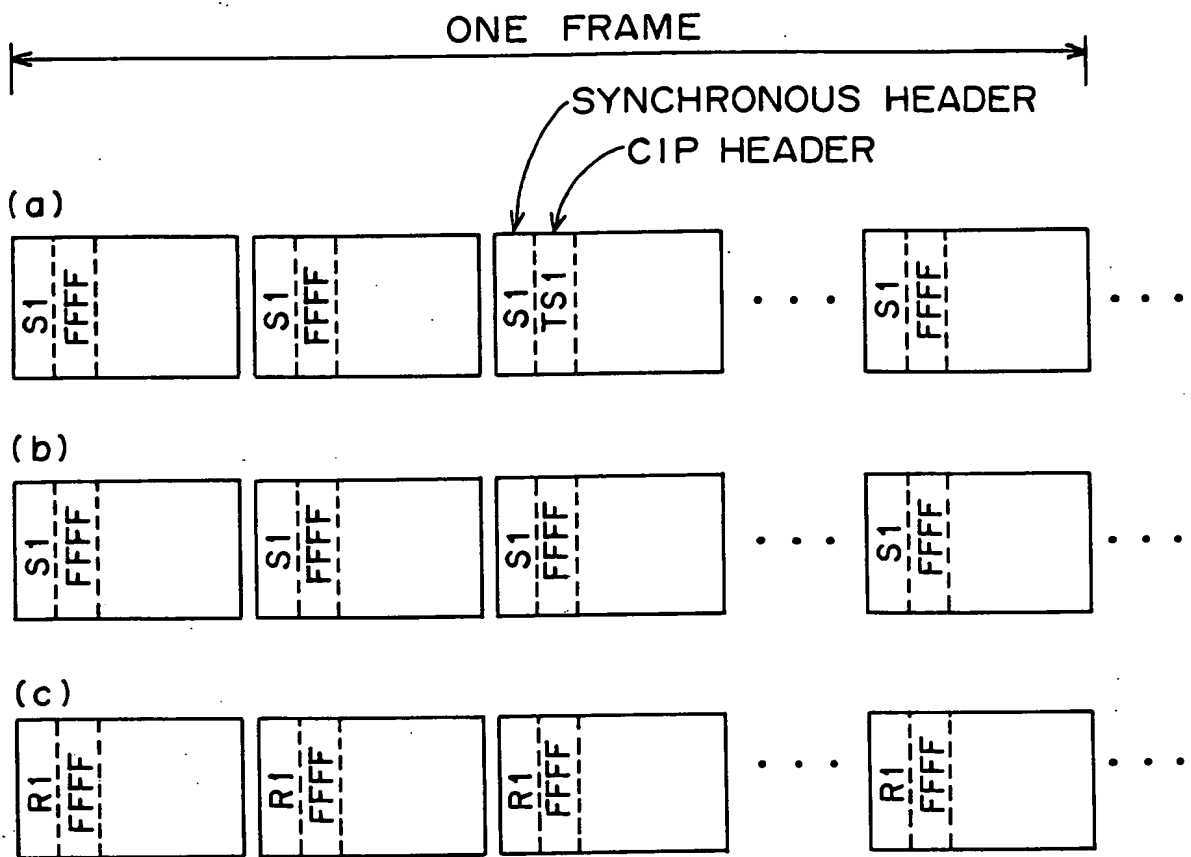 ONE FRAME
SYNCHRONOUS HEADER
CIP HEADER
(a)
S1 FFFF S1 FFFF S1 TS1 • • • S1 FFFF • • •
(b)
S1 FFFF S1 FFFF S1 FFFF • • • S1 FFFF • • •
(c)
R1 FFFF R1 FFFF R1 FFFF • • • R1 FFFF • • •